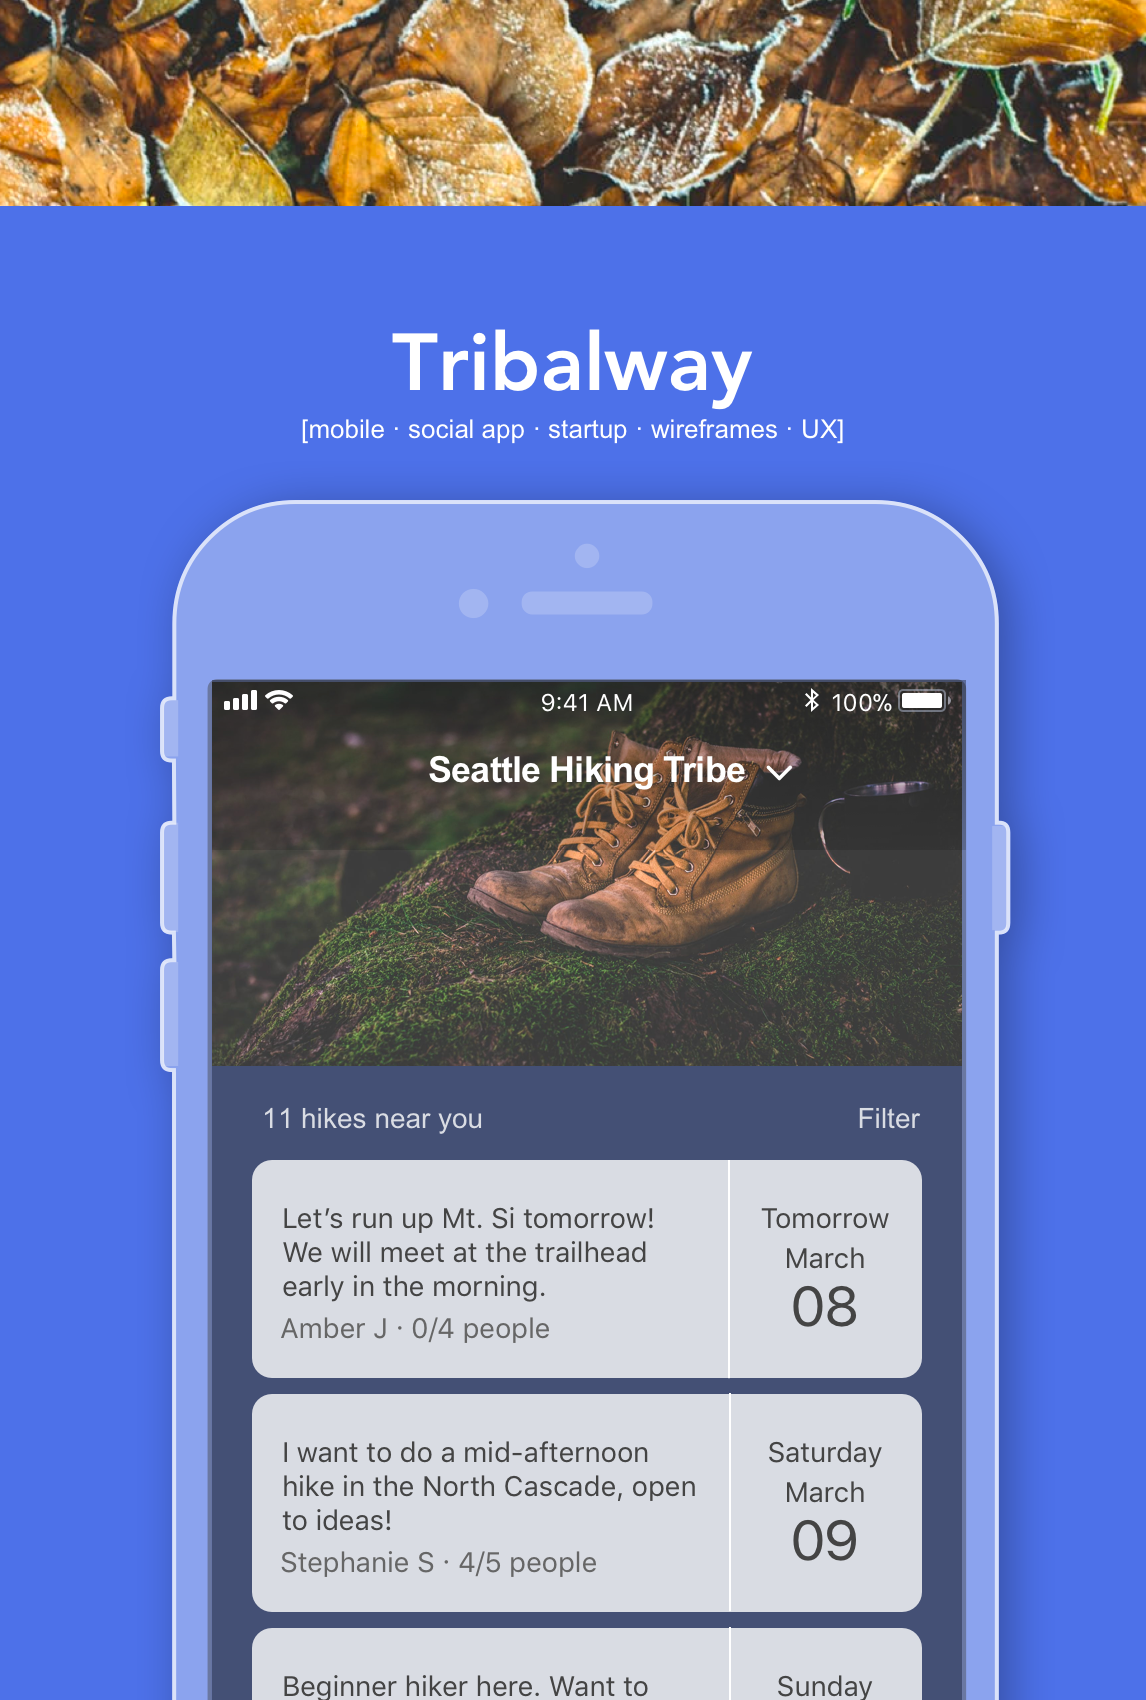 Tribalway
[mobile · social app · startup · wireframes · UX]
9:41 AM
100%
Seattle Hiking Tribe
11 hikes near you
Filter
Let’s run up Mt. Si tomorrow!
We will meet at the trailhead
early in the morning.
Amber J · 0/4 people
Tomorrow
March
08
I want to do a mid-afternoon
hike in the North Cascade, open
to ideas!
Stephanie S · 4/5 people
Saturday
March
09
Beginner hiker here. Want to
Sunday